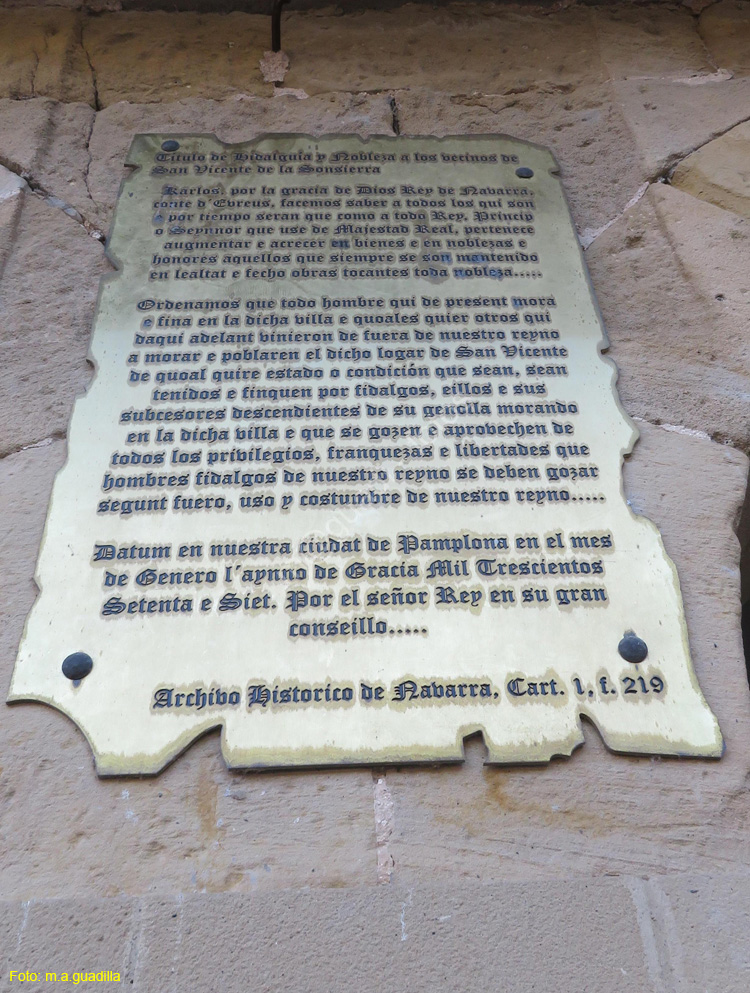 Titulo de Hidalguia y Nobleza a los vecinos de
San Vicente de la Sonsierra
Karlos, por la gracia de Dios Rey de Navarra,
conte d´Evreus, facemos saber a todos los qui son
e por tiempo seran que como a todo Rey, Princip
o Seynnor que use de Magestad Real, pertenece
augmentar e acrecer en bienes e en noblezas e
honores aquellos que siempre se son mantenido
en lealtat e fecho obras tocantes toda nobleza.....
Ordenamos que todo hombre qui de present mora
e fina en la dicha villa e quoales quier otros qui
daqui adelant vinieron de fuera de nuestro reyno
a morar e poblaren el dicho logar de San Vicente
de quoal quire estado o condición que sean, sean
tenidos e finquen por fidalgos, eillos e sus
subcesores descendientes de su genoilla morando
en la dicha villa e que se gozen e aprovechen de
todos los privilegios, franquezas e libertades que
hombres fidalgos de nuestro reyno se deben gozar
segunt fuero, uso y costumbre de nuestro reyno.....
Datum en nuestra ciudat de Pamplona en el mes
de Genero l´aynno de Gracia Mil Trescientos
Setenta e Siet. Por el señor Rey en su gran
conseillo.....
Archivo Historico de Navarra, Cart. 1, f. 219
Foto: m.a.guadilla